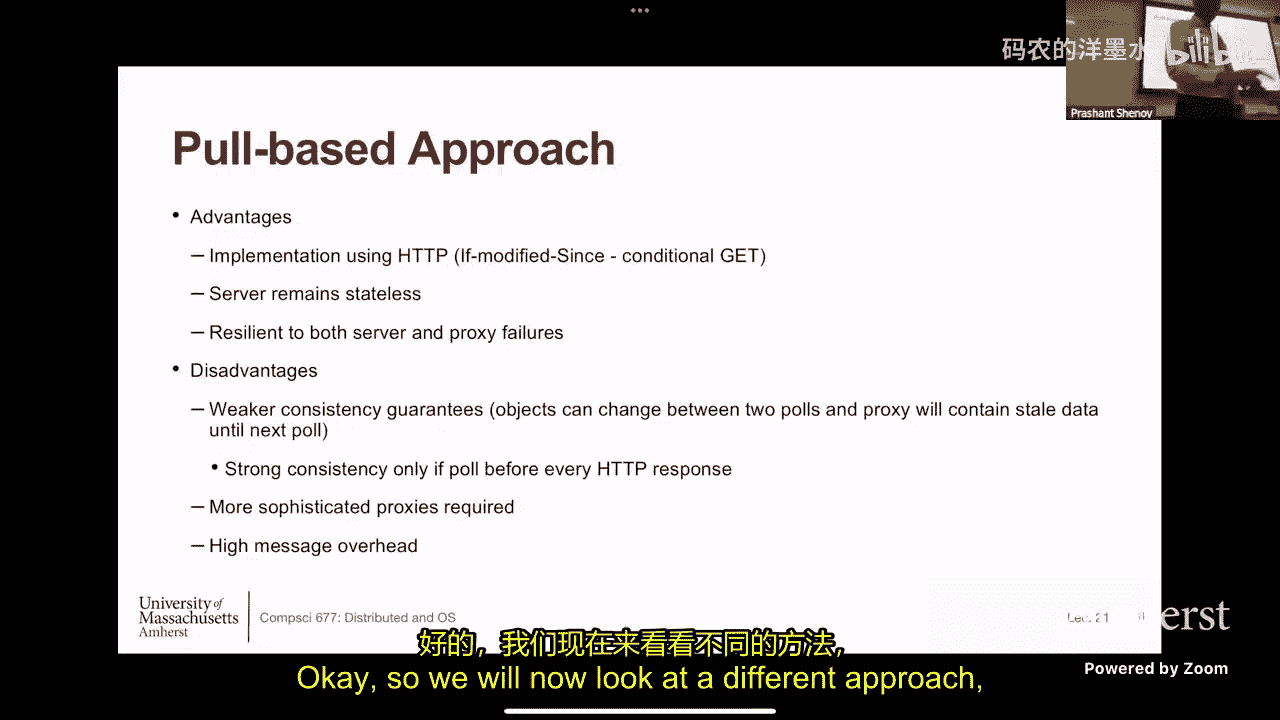 码农的洋墨水 bilibili
Prashant Shenoy
Pull-based Approach
• Advantages
– Implementation using HTTP (If-modified-Since - conditional GET)
– Server remains stateless
– Resilient to both server and proxy failures
• Disadvantages
– Weaker consistency guarantees (objects can change between two polls and proxy will contain stale data
until next poll)
• Strong consistency only if poll before every HTTP response
– More sophisticated proxies required
– High message overhead
University of
Massachusetts
Amherst
Compsci 677: Distributed and OS
Lec. 21
erst
好的，我们现在来看看不同的方法，
Okay, so we will now look at a different approach,
Powered by Zoom